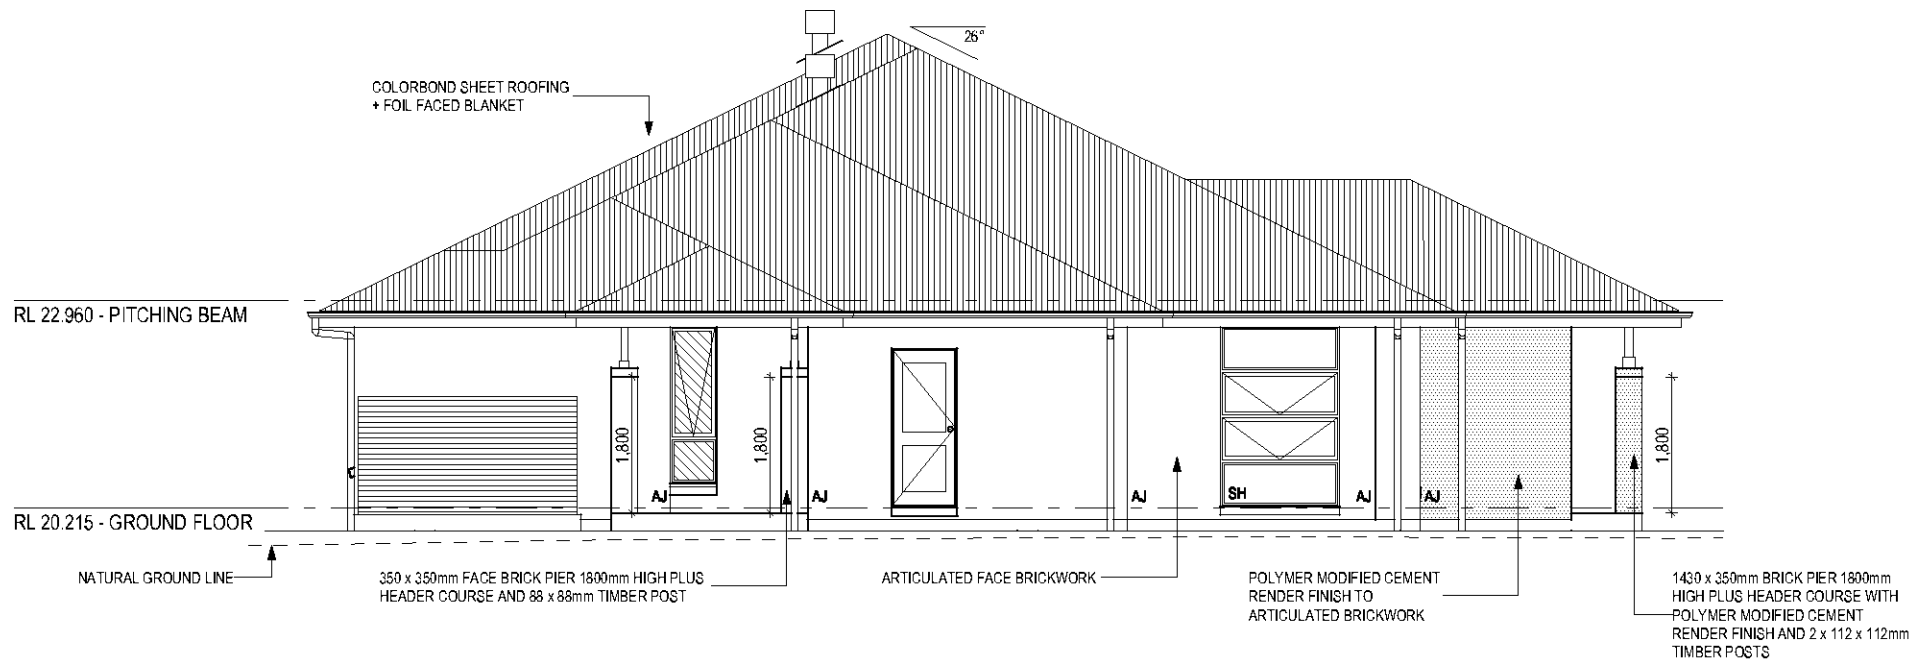 26°
COLORBOND SHEET ROOFING
+ FOIL FACED BLANKET
RL 22.960 - PITCHING BEAM
1,800
1,800
1,800
AJ
AJ
AJ
SH
AJ
AJ
RL 20.215 - GROUND FLOOR
NATURAL GROUND LINE
350 x 350mm FACE BRICK PIER 1800mm HIGH PLUS
HEADER COURSE AND 88 x 88mm TIMBER POST
ARTICULATED FACE BRICKWORK
POLYMER MODIFIED CEMENT
RENDER FINISH TO
ARTICULATED BRICKWORK
1430 x 350mm BRICK PIER 1800mm
HIGH PLUS HEADER COURSE WITH
POLYMER MODIFIED CEMENT
RENDER FINISH AND 2 x 112 x 112mm
TIMBER POSTS